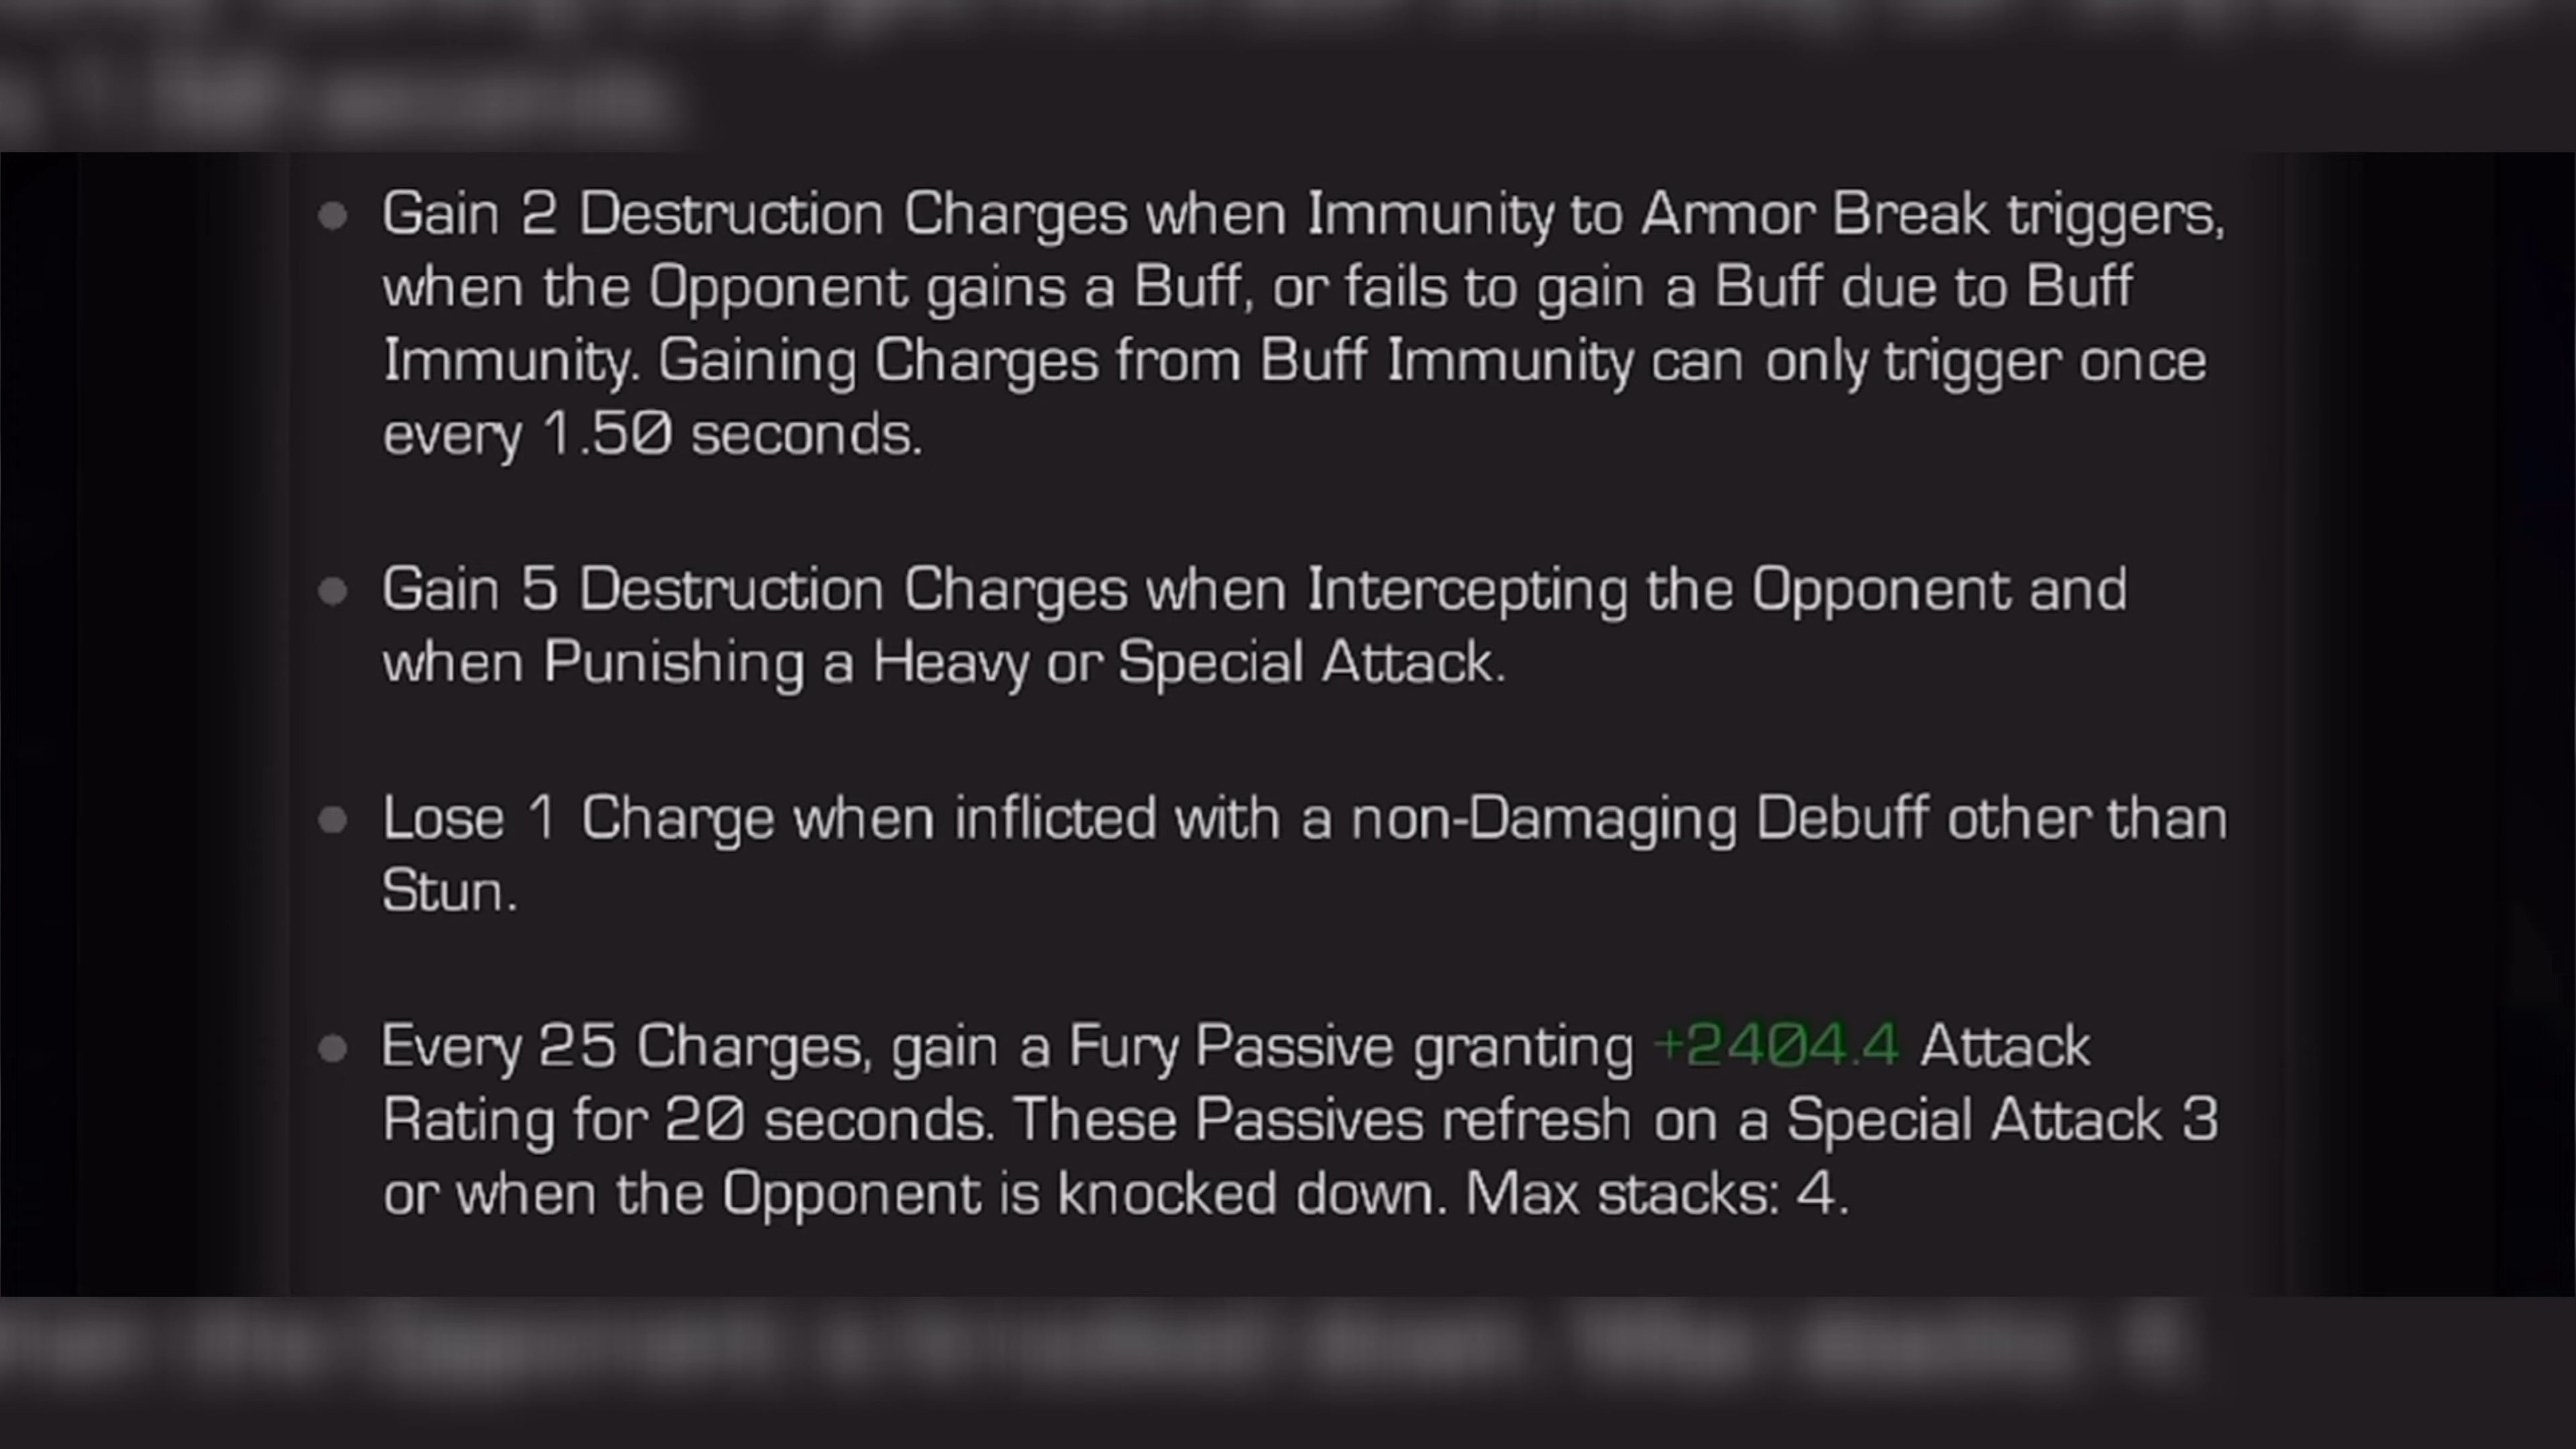 Gain 2 Destruction Charges when Immunity to Armor Break triggers,
when the Opponent gains a Buff, or fails to gain a Buff due to Buff
Immunity. Gaining Charges from Buff Immunity can only trigger once
every 1.50 seconds.
Gain 5 Destruction Charges when Intercepting the Opponent and
when Punishing a Heavy or Special Attack.
Lose 1 Charge when inflicted with a non-Damaging Debuff other than
Stun.
Every 25 Charges, gain a Fury Passive granting +2404.4 Attack
Rating for 20 seconds. These Passives refresh on a Special Attack 3
or when the Opponent is knocked down. Max stacks: 4.